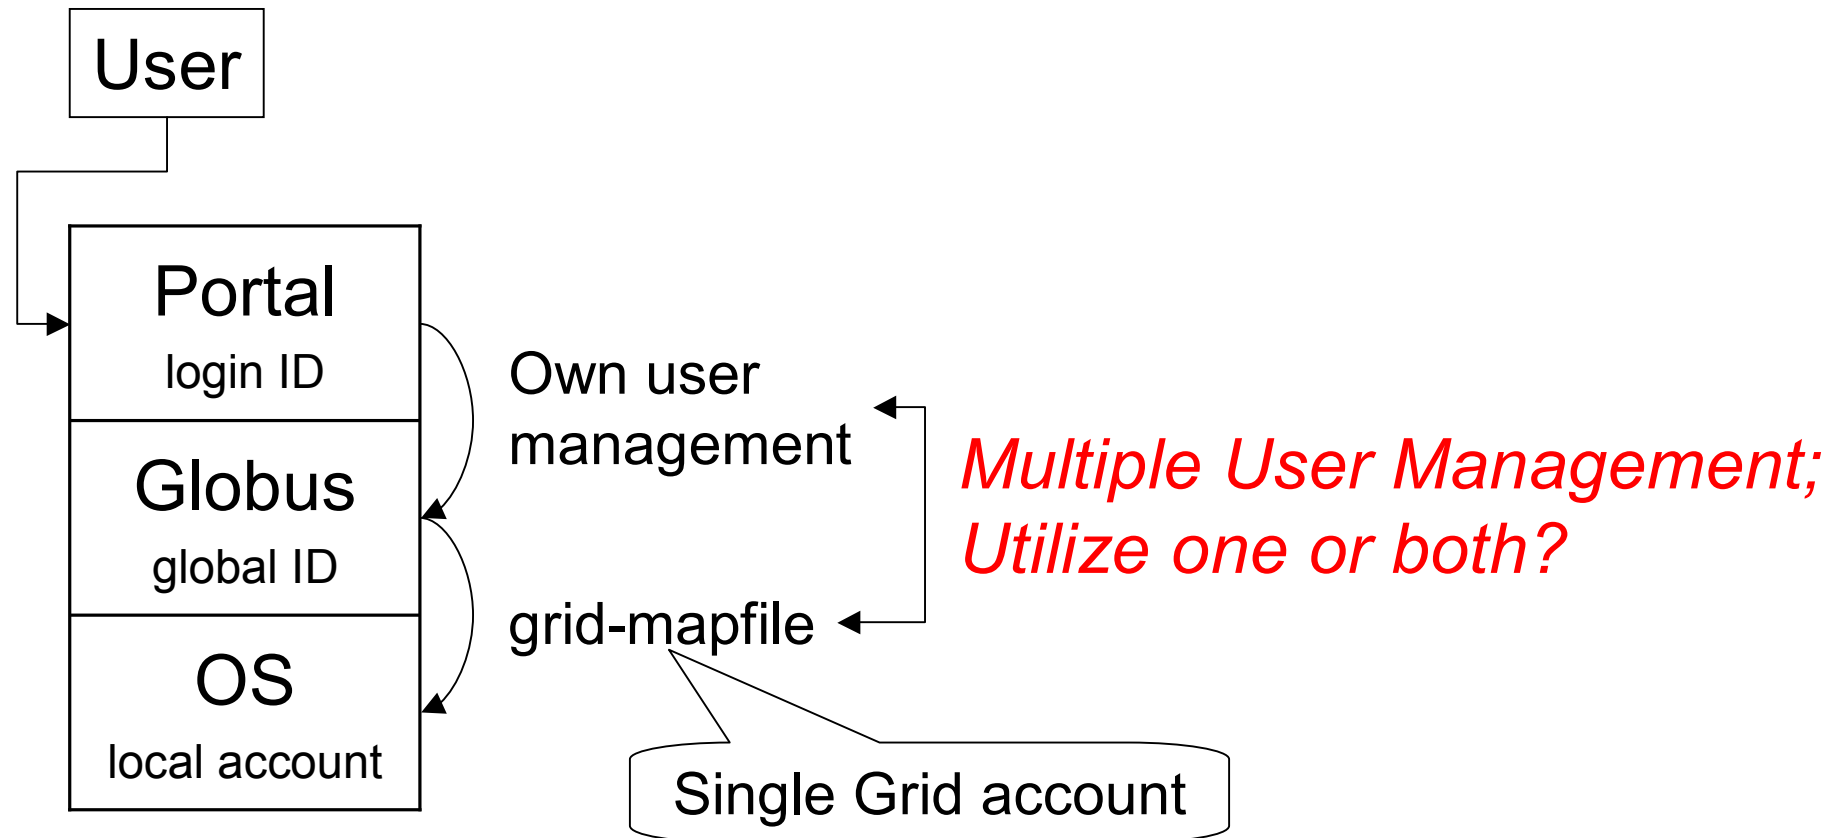 User
Portal
login ID
Globus
global ID
OS
local account
Own user
management
grid-mapfile
Single Grid account
Multiple User Management;
Utilize one or both?